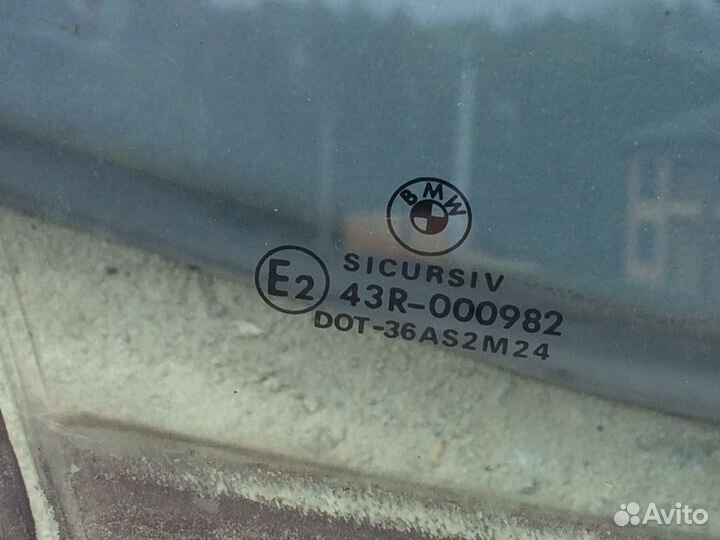 BMW
SICURSIV
E2 43R-000982
DOT-36AS2M24
Avito